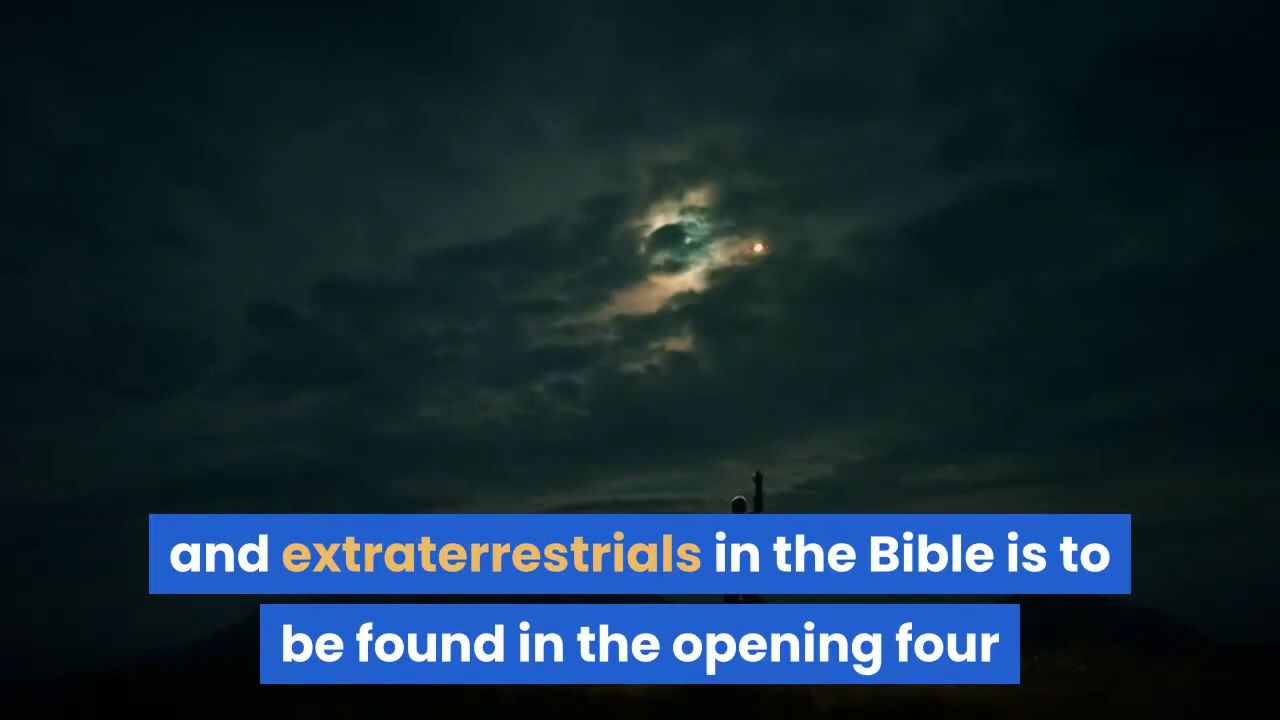 and extraterrestrials in the Bible is to
be found in the opening four